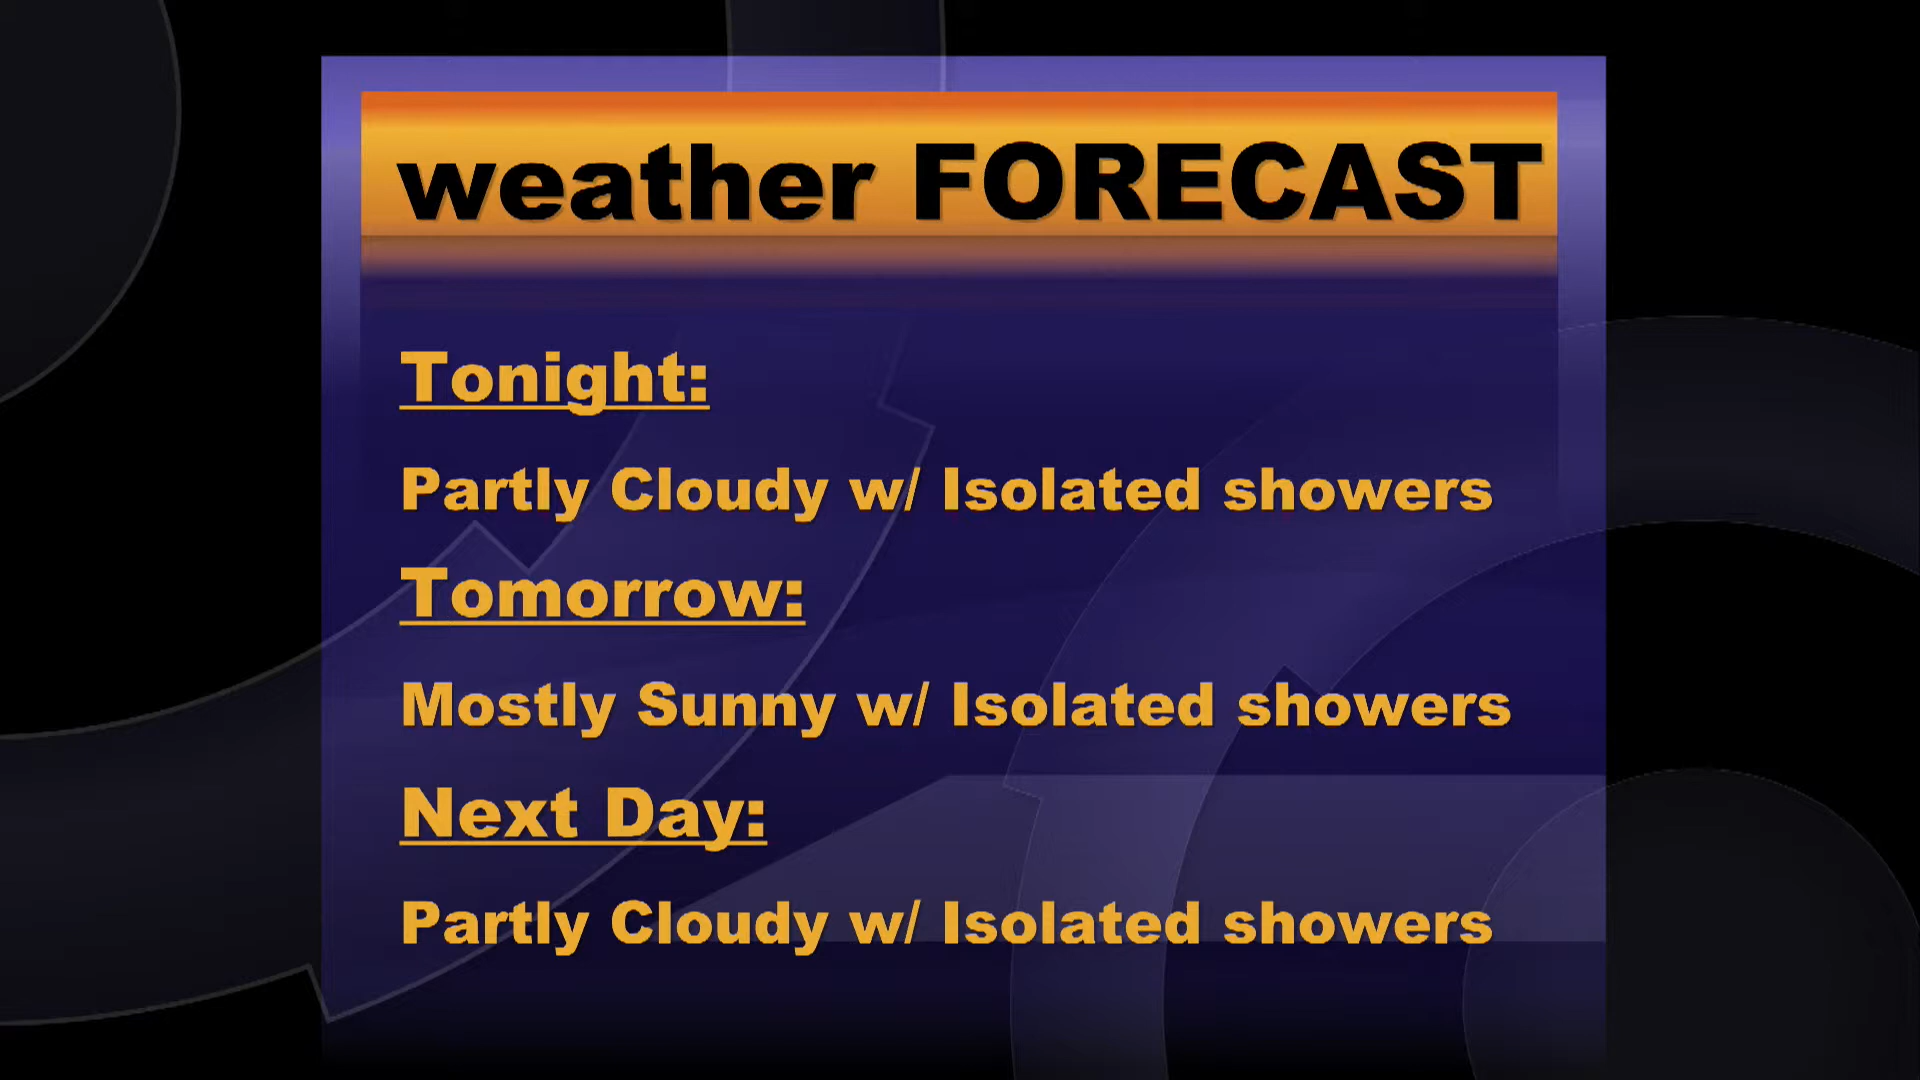 weather FORECAST
Tonight:
Partly Cloudy w/ Isolated showers
Tomorrow:
Mostly Sunny w/ Isolated showers
Next Day:
Partly Cloudy w/ Isolated showers